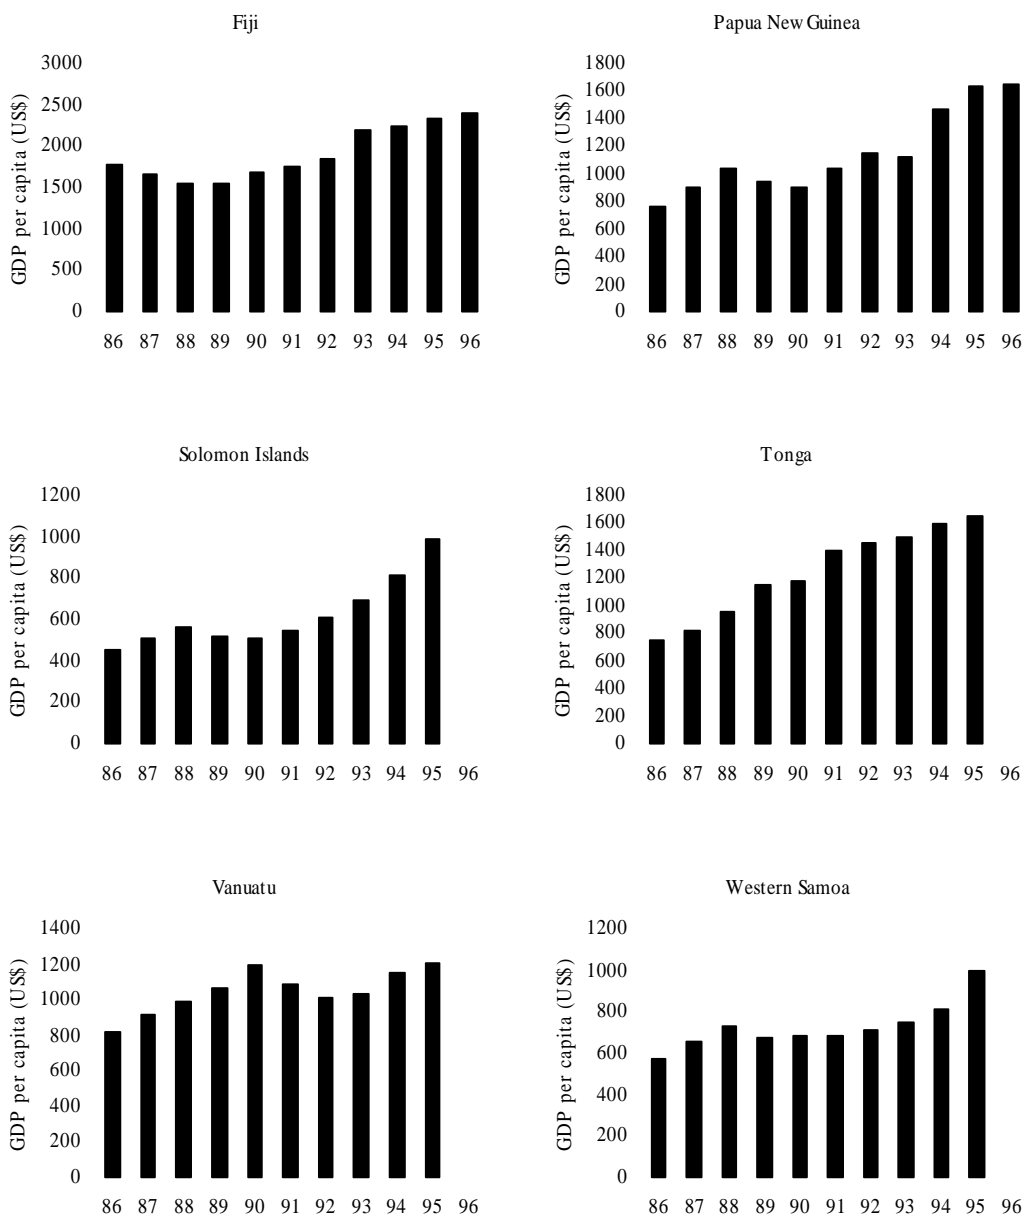 Fiji
GDP per capita (US$)
3000
2500
2000
1500
1000
500
0
86 87 88 89 90 91 92 93 94 95 96
Papua New Guinea
GDP per capita (US$)
1800
1600
1400
1200
1000
800
600
400
200
0
86 87 88 89 90 91 92 93 94 95 96
Solomon Islands
GDP per capita (US$)
1200
1000
800
600
400
200
0
86 87 88 89 90 91 92 93 94 95 96
Tonga
GDP per capita (US$)
1800
1600
1400
1200
1000
800
600
400
200
0
86 87 88 89 90 91 92 93 94 95 96
Vanuatu
GDP per capita (US$)
1400
1200
1000
800
600
400
200
0
86 87 88 89 90 91 92 93 94 95 96
Western Samoa
GDP per capita (US$)
1200
1000
800
600
400
200
0
86 87 88 89 90 91 92 93 94 95 96